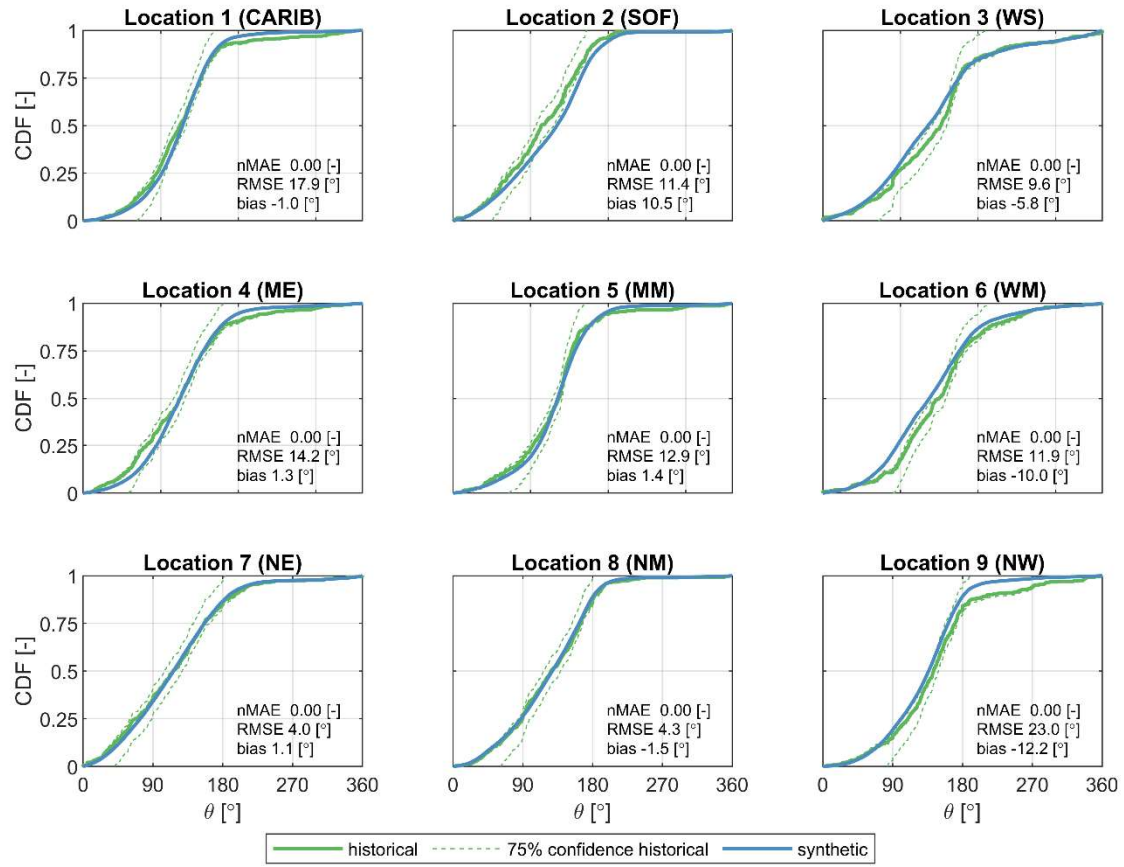 Location 1 (CARIB)
Location 2 (SOF)
Location 3 (WS)
CDF [-]
1
0.75
0.5
0.25
0
nMAE 0.00 [-]
RMSE 17.9 [°]
bias -1.0 [°]
nMAE 0.00 [-]
RMSE 11.4 [°]
bias 10.5 [°]
nMAE 0.00 [-]
RMSE 9.6 [°]
bias -5.8 [°]
Location 4 (ME)
Location 5 (MM)
Location 6 (WM)
CDF [-]
1
0.75
0.5
0.25
0
nMAE 0.00 [-]
RMSE 14.2 [°]
bias 1.3 [°]
nMAE 0.00 [-]
RMSE 12.9 [°]
bias 1.4 [°]
nMAE 0.00 [-]
RMSE 11.9 [°]
bias -10.0 [°]
Location 7 (NE)
Location 8 (NM)
Location 9 (NW)
CDF [-]
1
0.75
0.5
0.25
0
nMAE 0.00 [-]
RMSE 4.0 [°]
bias 1.1 [°]
nMAE 0.00 [-]
RMSE 4.3 [°]
bias -1.5 [°]
nMAE 0.00 [-]
RMSE 23.0 [°]
bias -12.2 [°]
0 90 180 270 360
0 90 180 270 360
0 90 180 270 360
θ [°]
θ [°]
θ [°]
historical 75% confidence historical synthetic